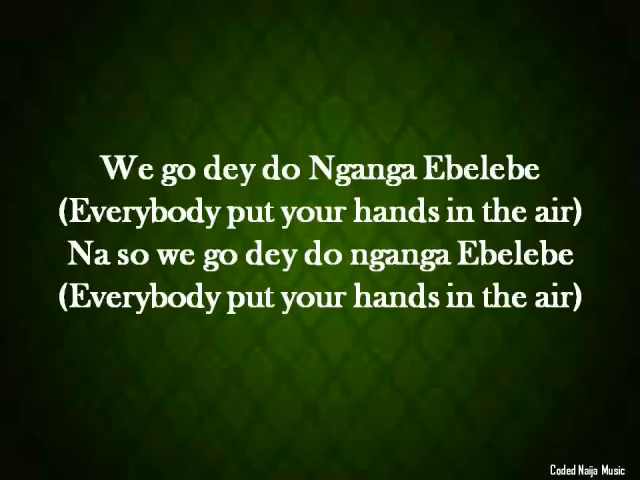 We go dey do Nganga Ebelebe
(Everybody put your hands in the air)
Na so we go dey do nganga Ebelebe
(Everybody put your hands in the air)
Coded Naija Music